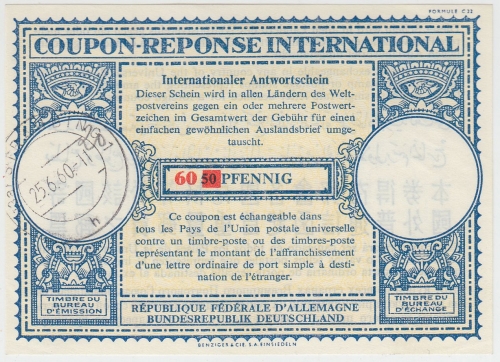 FORMULE C 22
COUPON-REPONSE INTERNATIONAL
Internationaler Antwortschein
Dieser Schein wird in allen Ländern des Welt-
postvereins gegen ein oder mehrere Postwert-
zeichen im Gesamtwert der Gebühr für einen
einfachen gewöhnlichen Auslandsbrief umge-
tauscht.
25.6.60.-11
h
60 50 PFENNIG
Ce coupon est échangeable dans
tous les Pays de l'Union postale universelle
contre un timbre-poste ou des timbres-poste
représentant le montant de l'affranchissement
d'une lettre ordinaire de port simple à desti-
nation de l'étranger.
TIMBRE DU
BUREAU
D'ÉMISSION
RÉPUBLIQUE FÉDÉRALE D'ALLEMAGNE
BUNDESREPUBLIK DEUTSCHLAND
TIMBRE DU
BUREAU
D'ÉCHANGE
BENZIGER & CIE. S.A. EINSIEDELN